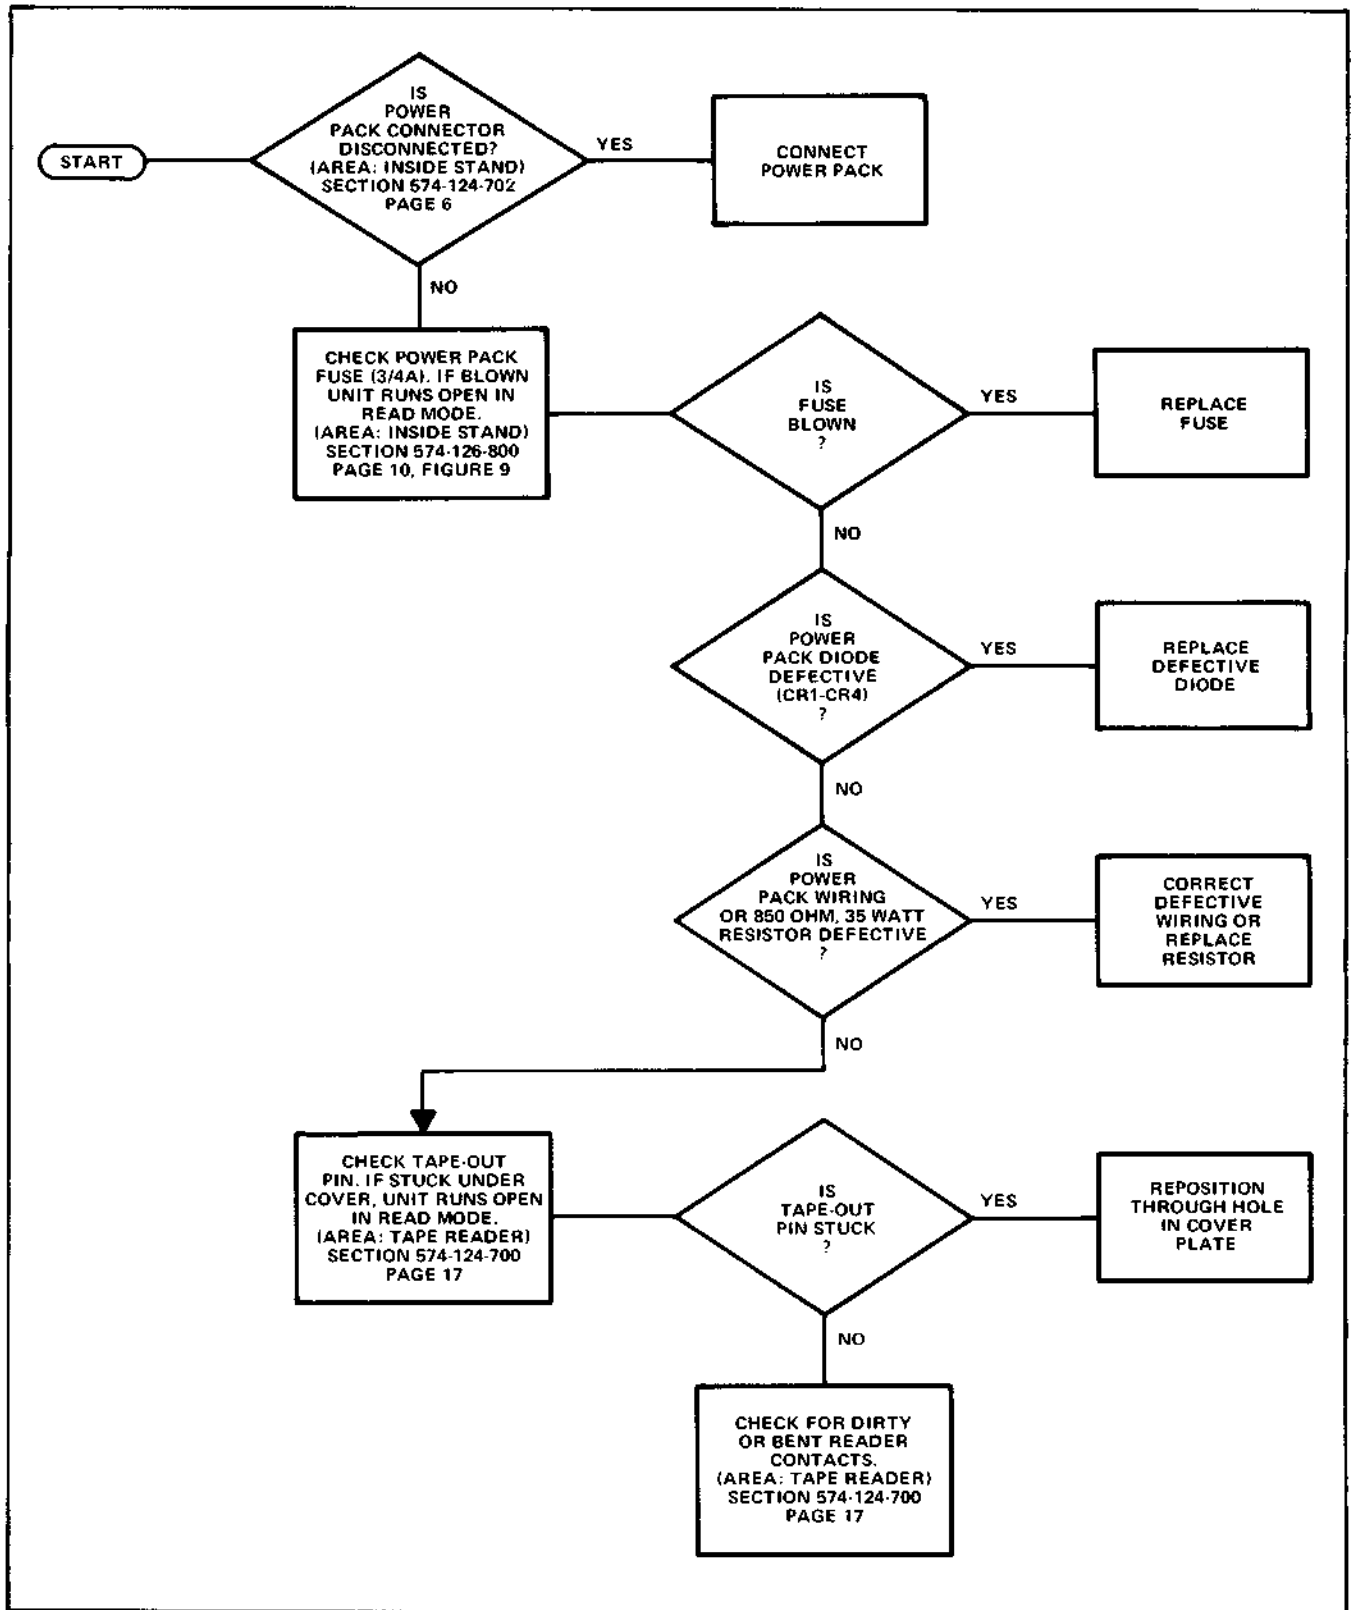 START
IS
POWER
PACK CONNECTOR
DISCONNECTED?
(AREA: INSIDE STAND)
SECTION 574-124-702
PAGE 6
YES
CONNECT
POWER PACK
NO
CHECK POWER PACK
FUSE (3/4A). IF BLOWN
UNIT RUNS OPEN IN
READ MODE.
(AREA: INSIDE STAND)
SECTION 574-126-800
PAGE 10, FIGURE 9
IS
FUSE
BLOWN
?
YES
REPLACE
FUSE
NO
IS
POWER
PACK DIODE
DEFECTIVE
(CR1-CR4)
?
YES
REPLACE
DEFECTIVE
DIODE
NO
IS
POWER
PACK WIRING
OR 850 OHM, 35 WATT
RESISTOR DEFECTIVE
?
YES
CORRECT
DEFECTIVE
WIRING OR
REPLACE
RESISTOR
NO
CHECK TAPE-OUT
PIN. IF STUCK UNDER
COVER, UNIT RUNS OPEN
IN READ MODE.
(AREA: TAPE READER)
SECTION 574-124-700
PAGE 17
IS
TAPE-OUT
PIN STUCK
?
YES
REPOSITION
THROUGH HOLE
IN COVER
PLATE
NO
CHECK FOR DIRTY
OR BENT READER
CONTACTS.
(AREA: TAPE READER)
SECTION 574-124-700
PAGE 17